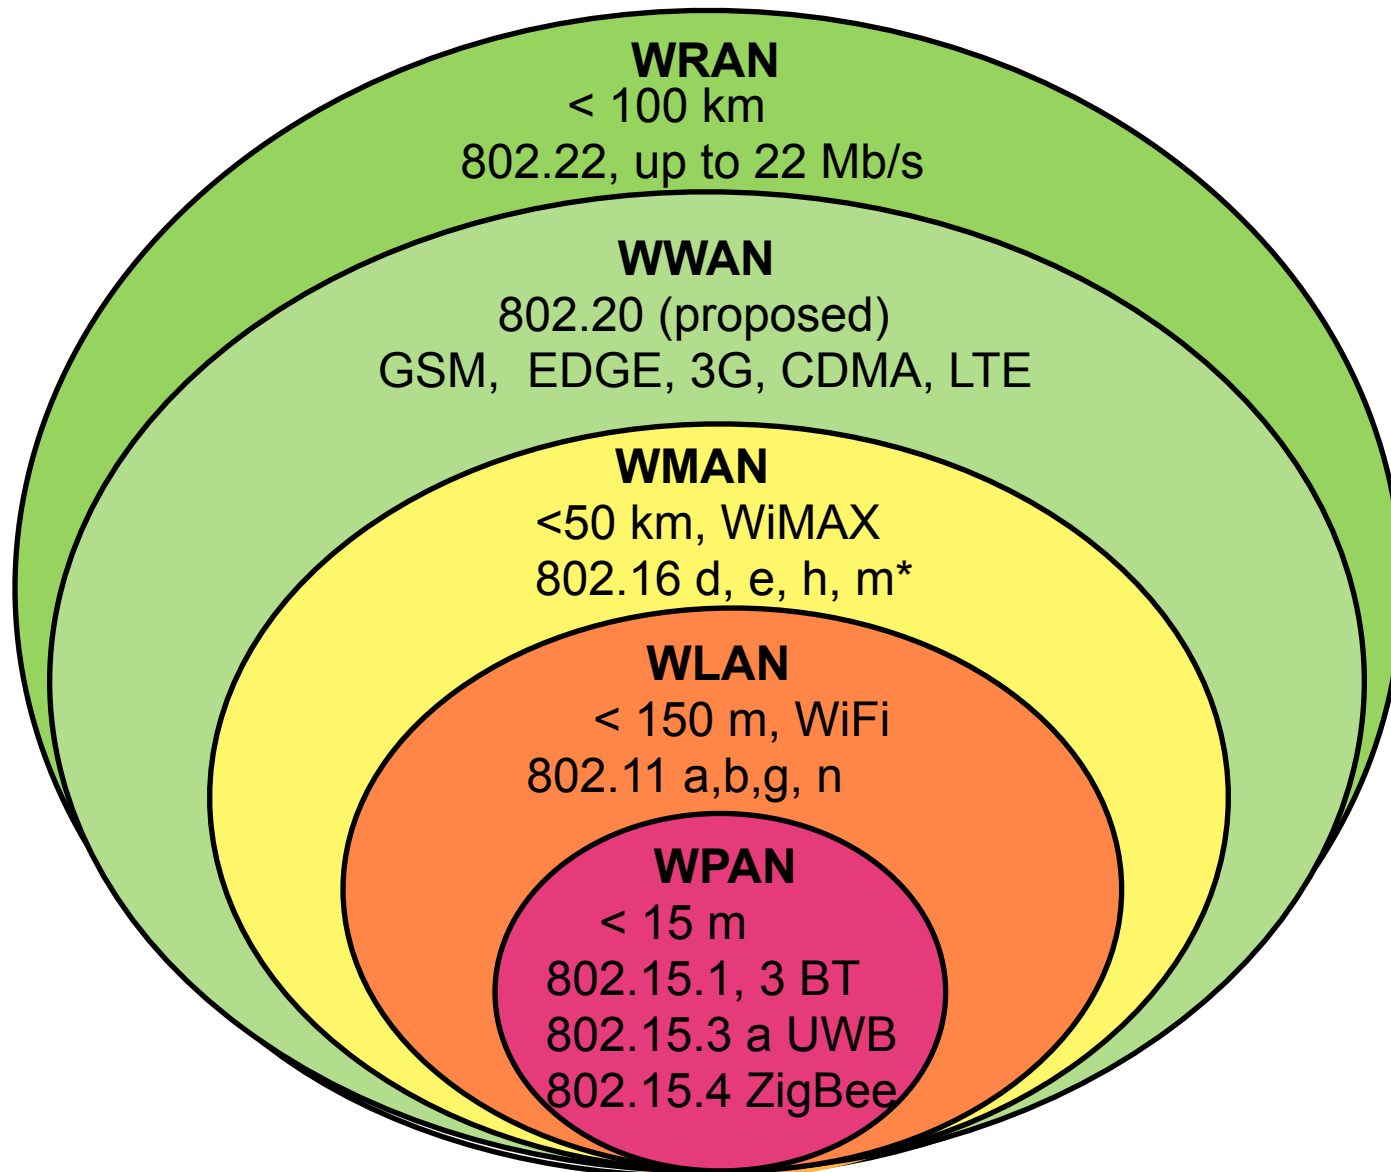 WRAN
< 100 km
802.22, up to 22 Mb/s
WWAN
802.20 (proposed)
GSM, EDGE, 3G, CDMA, LTE
WMAN
<50 km, WiMAX
802.16 d, e, h, m*
WLAN
< 150 m, WiFi
802.11 a,b,g, n
WPAN
< 15 m
802.15.1, 3 BT
802.15.3 a UWB
802.15.4 ZigBee